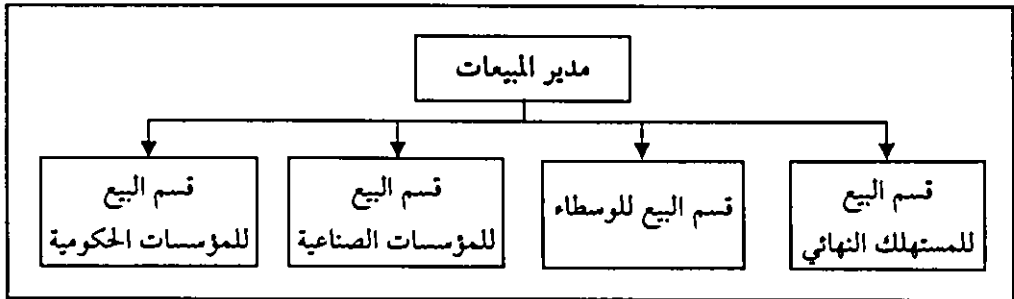 مدير المبيعات
قسم البيع
للمستهلك النهائي
قسم البيع للوسطاء
قسم البيع
للمؤسسات الصناعية
قسم البيع
للمؤسسات الحكومية